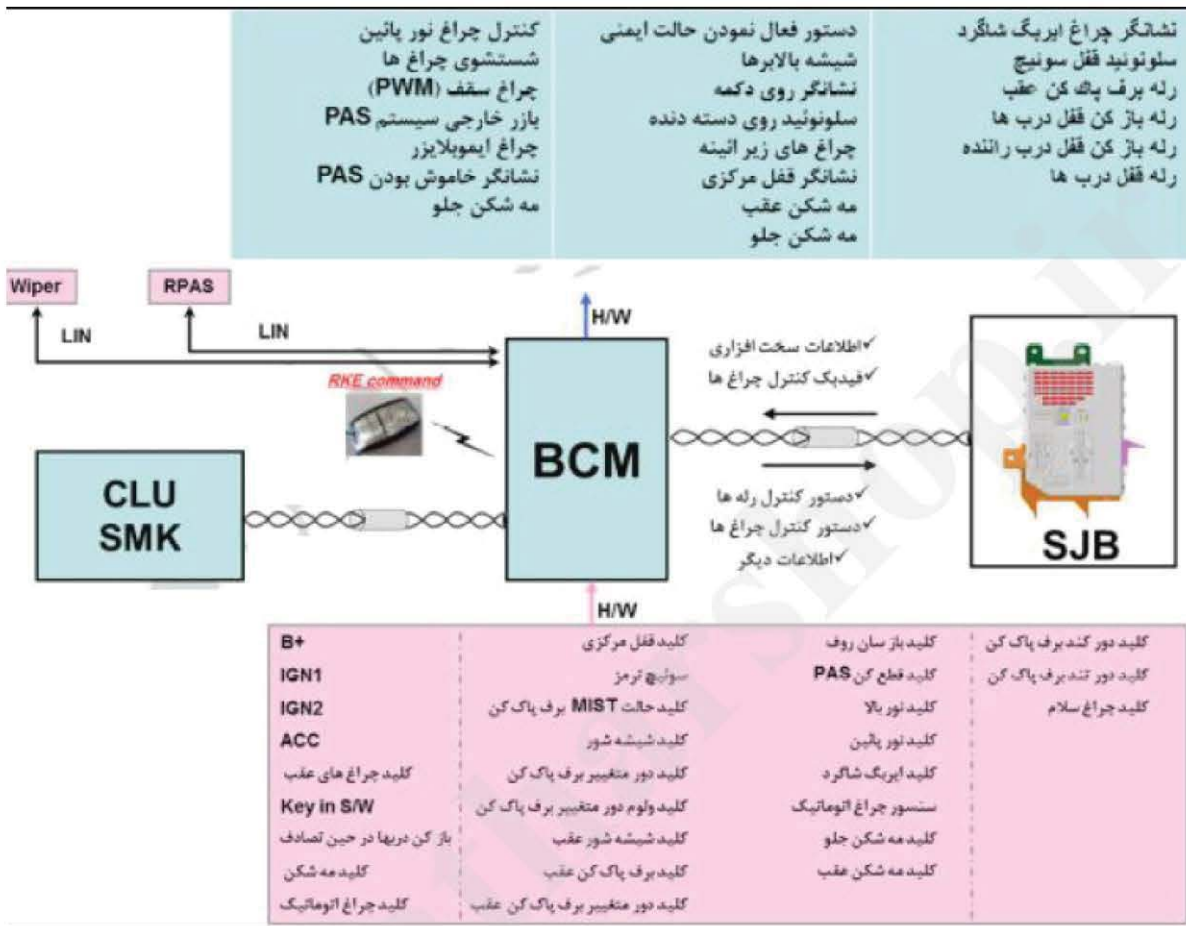 نشانگر چراغ ایربگ شاگرد
سلونوئید قفل سوئیچ
رله برف پاك کن عقب
رله باز کن قفل درب ها
رله باز کن قفل درب راننده
رله قفل درب ها
دستور فعال نمودن حالت ایمنی
شیشه بالابرها
نشانگر روی دکمه
سلونوئید روی دسته دنده
چراغ های زیر ائینه
نشانگر قفل مرکزی
مه شکن عقب
مه شکن جلو
کنترل چراغ نور پائین
شستشوی چراغ ها
چراغ سقف (PWM)
بازر خارجی سیستم PAS
چراغ ایموبلایزر
نشانگر خاموش بودن PAS
مه شکن جلو
Wiper
RPAS
LIN
LIN
H/W
RKE command
BCM
CLU
SMK
✓اطلاعات سخت افزاری
✓فیدبک کنترل چراغ ها
✓دستور کنترل رله ها
✓دستور کنترل چراغ ها
✓اطلاعات دیگر
SJB
H/W
کلید دور کند برف پاک کن
کلید دور تند برف پاک کن
کلید چراغ سلام
کلید باز سان روف
کلید قطع کن PAS
کلید نور بالا
کلید نور پائین
کلید ایربگ شاگرد
سنسور چراغ اتوماتیک
کلید مه شکن جلو
کلید مه شکن عقب
کلید قفل مرکزی
سوئیچ ترمز
کلید حالت MIST برف پاک کن
کلید شیشه شور
کلید دور متغییر برف پاک کن
کلید ولوم دور متغییر برف پاک کن
کلید شیشه شور عقب
کلید برف پاک کن عقب
کلید دور متغییر برف پاک کن عقب
B+
IGN1
IGN2
ACC
کلید چراغ های عقب
Key in S/W
باز کن دربها در حین تصادف
کلید مه شکن
کلید چراغ اتوماتیک